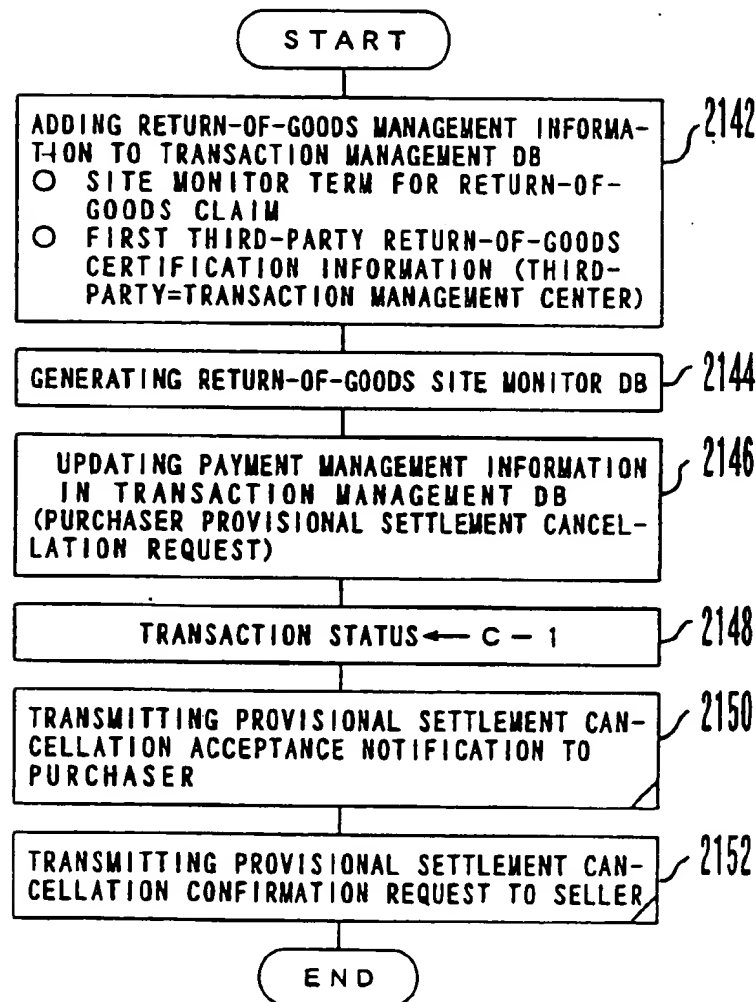 START
ADDING RETURN-OF-GOODS MANAGEMENT INFORMA-
TION TO TRANSACTION MANAGEMENT DB
○ SITE MONITOR TERM FOR RETURN-OF-
GOODS CLAIM
○ FIRST THIRD-PARTY RETURN-OF-GOODS
CERTIFICATION INFORMATION (THIRD-
PARTY=TRANSACTION MANAGEMENT CENTER)
2142
GENERATING RETURN-OF-GOODS SITE MONITOR DB
2144
UPDATING PAYMENT MANAGEMENT INFORMATION
IN TRANSACTION MANAGEMENT DB
(PURCHASER PROVISIONAL SETTLEMENT CANCEL-
LATION REQUEST)
2146
TRANSACTION STATUS ← C - 1
2148
TRANSMITTING PROVISIONAL SETTLEMENT CAN-
CELLATION ACCEPTANCE NOTIFICATION TO
PURCHASER
2150
TRANSMITTING PROVISIONAL SETTLEMENT CAN-
CELLATION CONFIRMATION REQUEST TO SELLER
2152
END